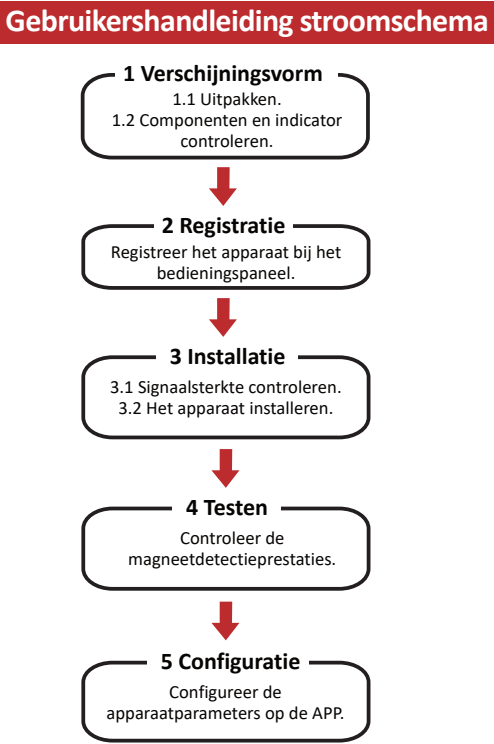 Gebruikershandleiding stroomschema
1 Verschijningsvorm
1.1 Uitpakken.
1.2 Componenten en indicator
controleren.
2 Registratie
Registreer het apparaat bij het
bedieningspaneel.
3 Installatie
3.1 Signaalsterkte controleren.
3.2 Het apparaat installeren.
4 Testen
Controleer de
magneetdetectieprestaties.
5 Configuratie
Configureer de
apparaatparameters op de APP.